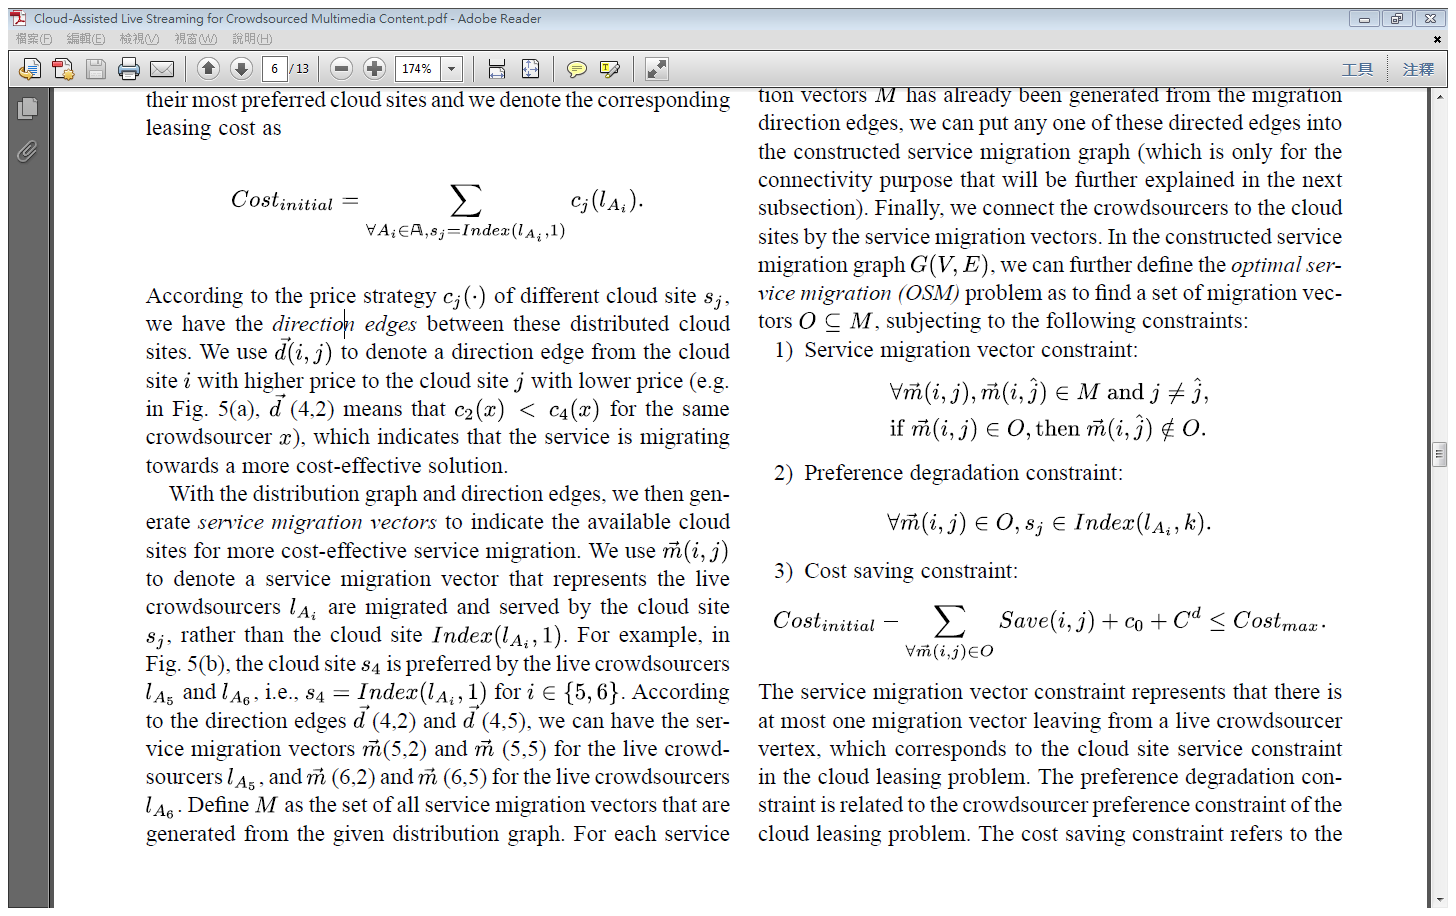 Cloud-Assisted Live Streaming for Crowdsourced Multimedia Content.pdf - Adobe Reader
檔案(F) 編輯(E) 檢視(V) 視窗(W) 說明(H)
6 / 13 174% 工具 注釋
their most preferred cloud sites and we denote the corresponding
leasing cost as
Cost_{initial} = ∑_{∀A_i∈𝔸,s_j=Index(l_{A_i},1)} c_j(l_{A_i}).
According to the price strategy c_j(·) of different cloud site s_j,
we have the direction edges between these distributed cloud
sites. We use d⃗(i, j) to denote a direction edge from the cloud
site i with higher price to the cloud site j with lower price (e.g.
in Fig. 5(a), d⃗ (4,2) means that c_2(x) < c_4(x) for the same
crowdsourcer x), which indicates that the service is migrating
towards a more cost-effective solution.
With the distribution graph and direction edges, we then gen-
erate service migration vectors to indicate the available cloud
sites for more cost-effective service migration. We use m⃗(i, j)
to denote a service migration vector that represents the live
crowdsourcers l_{A_i} are migrated and served by the cloud site
s_j, rather than the cloud site Index(l_{A_i}, 1). For example, in
Fig. 5(b), the cloud site s_4 is preferred by the live crowdsourcers
l_{A_5} and l_{A_6}, i.e., s_4 = Index(l_{A_i}, 1) for i ∈ {5, 6}. According
to the direction edges d⃗ (4,2) and d⃗ (4,5), we can have the ser-
vice migration vectors m⃗(5,2) and m⃗ (5,5) for the live crowd-
sourcers l_{A_5}, and m⃗ (6,2) and m⃗ (6,5) for the live crowdsourcers
l_{A_6}. Define M as the set of all service migration vectors that are
generated from the given distribution graph. For each service
tion vectors M has already been generated from the migration
direction edges, we can put any one of these directed edges into
the constructed service migration graph (which is only for the
connectivity purpose that will be further explained in the next
subsection). Finally, we connect the crowdsourcers to the cloud
sites by the service migration vectors. In the constructed service
migration graph G(V, E), we can further define the optimal ser-
vice migration (OSM) problem as to find a set of migration vec-
tors O ⊆ M, subjecting to the following constraints:
1) Service migration vector constraint:
∀m⃗(i, j), m⃗(i, ĵ) ∈ M and j ≠ ĵ,
if m⃗(i, j) ∈ O, then m⃗(i, ĵ) ∉ O.
2) Preference degradation constraint:
∀m⃗(i, j) ∈ O, s_j ∈ Index(l_{A_i}, k).
3) Cost saving constraint:
Cost_{initial} − ∑_{∀m⃗(i,j)∈O} Save(i, j) + c_0 + C^d ≤ Cost_{max}.
The service migration vector constraint represents that there is
at most one migration vector leaving from a live crowdsourcer
vertex, which corresponds to the cloud site service constraint
in the cloud leasing problem. The preference degradation con-
straint is related to the crowdsourcer preference constraint of the
cloud leasing problem. The cost saving constraint refers to the